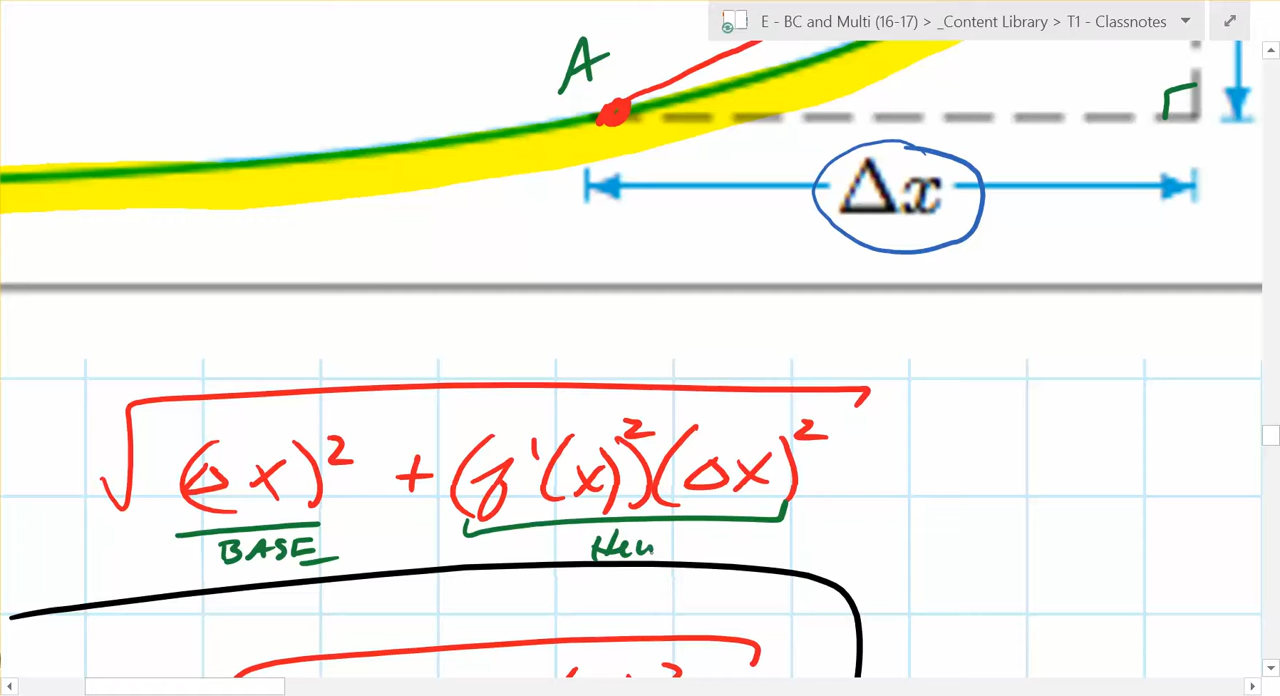 E - BC and Multi (16-17) > _Content Library > T1 - Classnotes
A
Δx
√(Δx)² + (f'(x))²(Δx)²
BASE